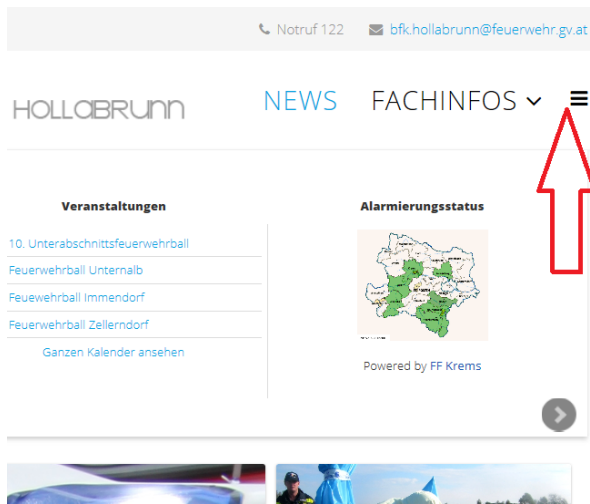 Notruf 122 bfk.hollabrunn@feuerwehr.gv.at
HOLLABRUNN NEWS FACHINFOS
Veranstaltungen
10. Unterabschnittsfeuerwehrball
Feuerwehrball Unternalb
Feuewehrball Immendorf
Feuerwehrball Zellerndorf
Ganzen Kalender ansehen
Alarmierungsstatus
Powered by FF Krems